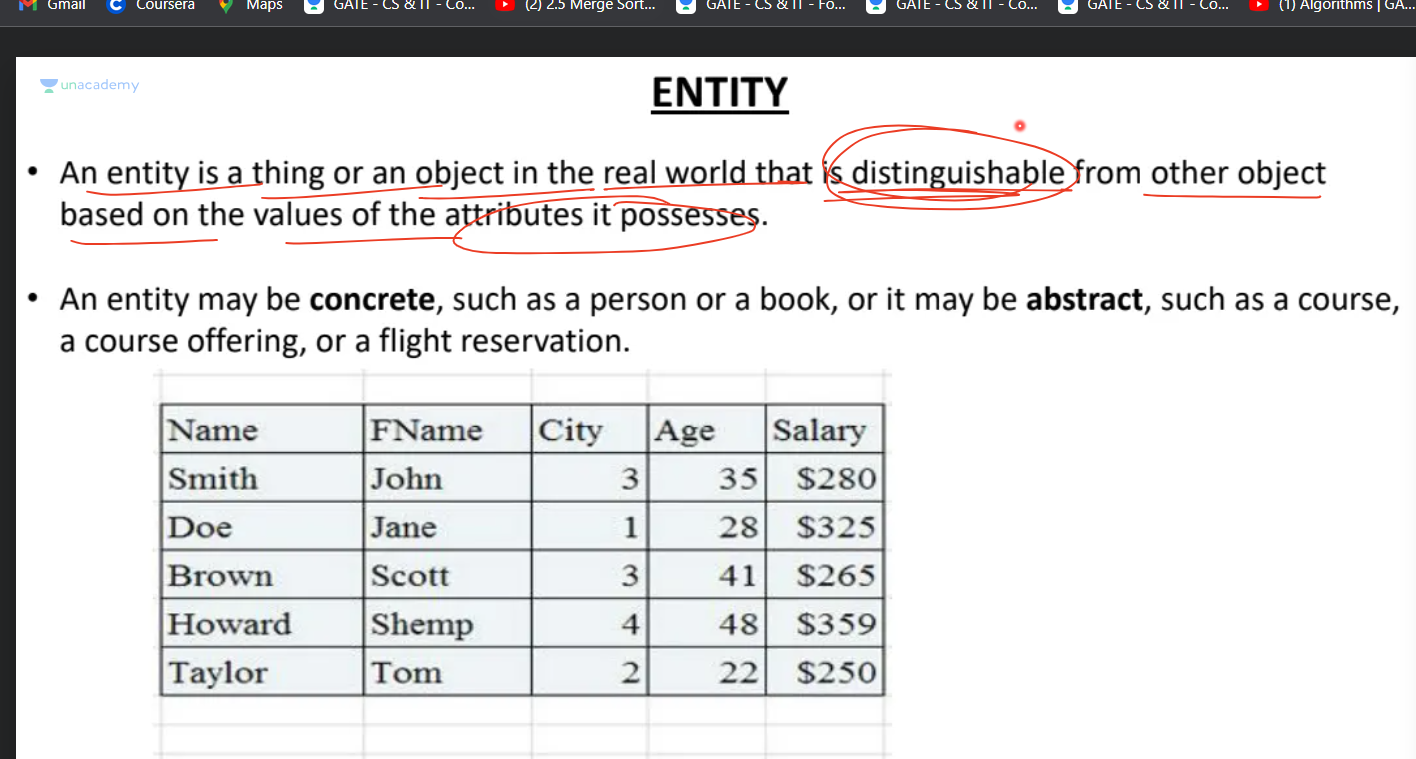 Gmail Coursera Maps GATE - CS & IT - Co... (2) 2.5 Merge Sort... GATE - CS & IT - Fo... GATE - CS & IT - Co... GATE - CS & IT - Co... (1) Algorithms | GA...
unacademy
ENTITY
• An entity is a thing or an object in the real world that is distinguishable from other object
based on the values of the attributes it possesses.
• An entity may be concrete, such as a person or a book, or it may be abstract, such as a course,
a course offering, or a flight reservation.
Name FName City Age Salary
Smith John 3 35 $280
Doe Jane 1 28 $325
Brown Scott 3 41 $265
Howard Shemp 4 48 $359
Taylor Tom 2 22 $250